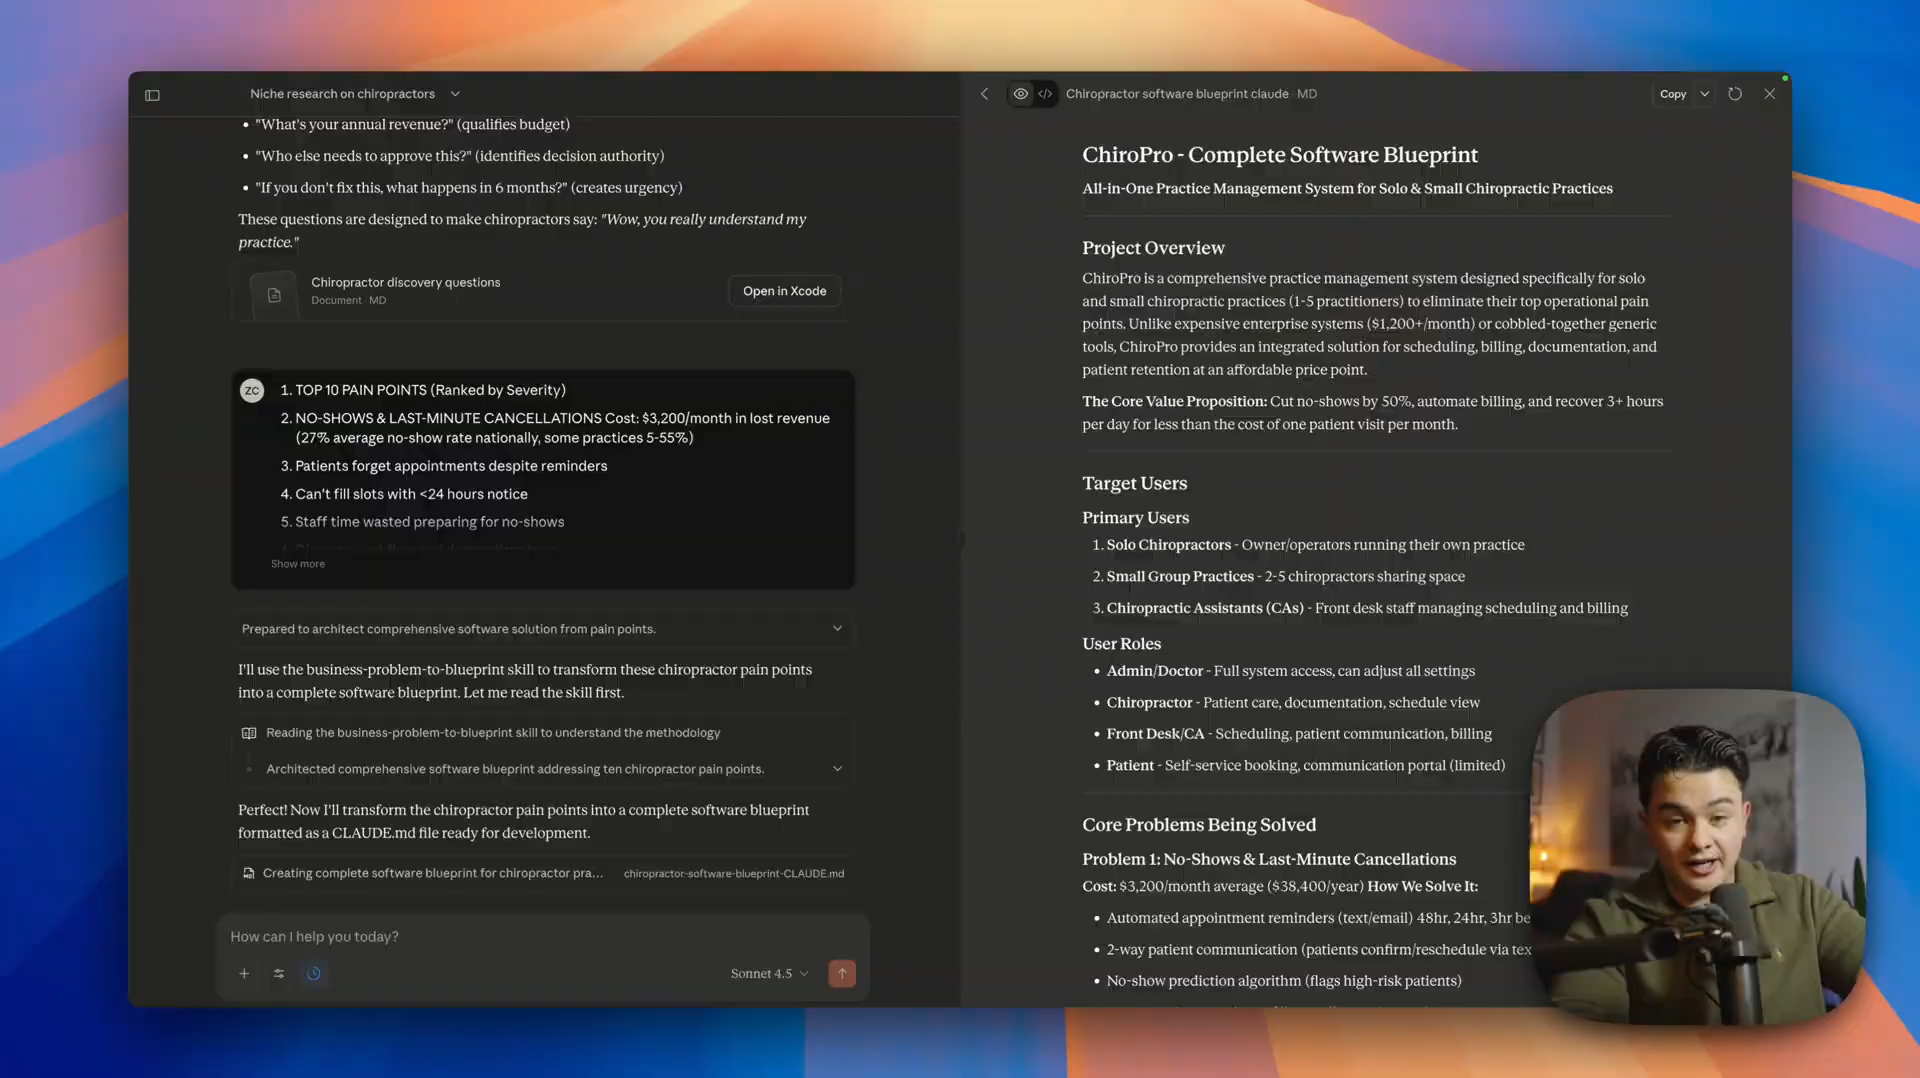 Niche research on chiropractors
• "What's your annual revenue?" (qualifies budget)
• "Who else needs to approve this?" (identifies decision authority)
• "If you don't fix this, what happens in 6 months?" (creates urgency)
These questions are designed to make chiropractors say: "Wow, you really understand my
practice."
Chiropractor discovery questions
Document · MD
Open in Xcode
ZC
1. TOP 10 PAIN POINTS (Ranked by Severity)
2. NO-SHOWS & LAST-MINUTE CANCELLATIONS Cost: $3,200/month in lost revenue
(27% average no-show rate nationally, some practices 5-55%)
3. Patients forget appointments despite reminders
4. Can't fill slots with <24 hours notice
5. Staff time wasted preparing for no-shows
Show more
Prepared to architect comprehensive software solution from pain points.
I'll use the business-problem-to-blueprint skill to transform these chiropractor pain points
into a complete software blueprint. Let me read the skill first.
Reading the business-problem-to-blueprint skill to understand the methodology
Architected comprehensive software blueprint addressing ten chiropractor pain points.
Perfect! Now I'll transform the chiropractor pain points into a complete software blueprint
formatted as a CLAUDE.md file ready for development.
Creating complete software blueprint for chiropractor pra... chiropractor-software-blueprint-CLAUDE.md
How can I help you today?
Sonnet 4.5
Chiropractor software blueprint claude · MD
Copy
ChiroPro - Complete Software Blueprint
All-in-One Practice Management System for Solo & Small Chiropractic Practices
Project Overview
ChiroPro is a comprehensive practice management system designed specifically for solo
and small chiropractic practices (1-5 practitioners) to eliminate their top operational pain
points. Unlike expensive enterprise systems ($1,200+/month) or cobbled-together generic
tools, ChiroPro provides an integrated solution for scheduling, billing, documentation, and
patient retention at an affordable price point.
The Core Value Proposition: Cut no-shows by 50%, automate billing, and recover 3+ hours
per day for less than the cost of one patient visit per month.
Target Users
Primary Users
1. Solo Chiropractors - Owner/operators running their own practice
2. Small Group Practices - 2-5 chiropractors sharing space
3. Chiropractic Assistants (CAs) - Front desk staff managing scheduling and billing
User Roles
• Admin/Doctor - Full system access, can adjust all settings
• Chiropractor - Patient care, documentation, schedule view
• Front Desk/CA - Scheduling, patient communication, billing
• Patient - Self-service booking, communication portal (limited)
Core Problems Being Solved
Problem 1: No-Shows & Last-Minute Cancellations
Cost: $3,200/month average ($38,400/year) How We Solve It:
• Automated appointment reminders (text/email) 48hr, 24hr, 3hr be
• 2-way patient communication (patients confirm/reschedule via tex
• No-show prediction algorithm (flags high-risk patients)